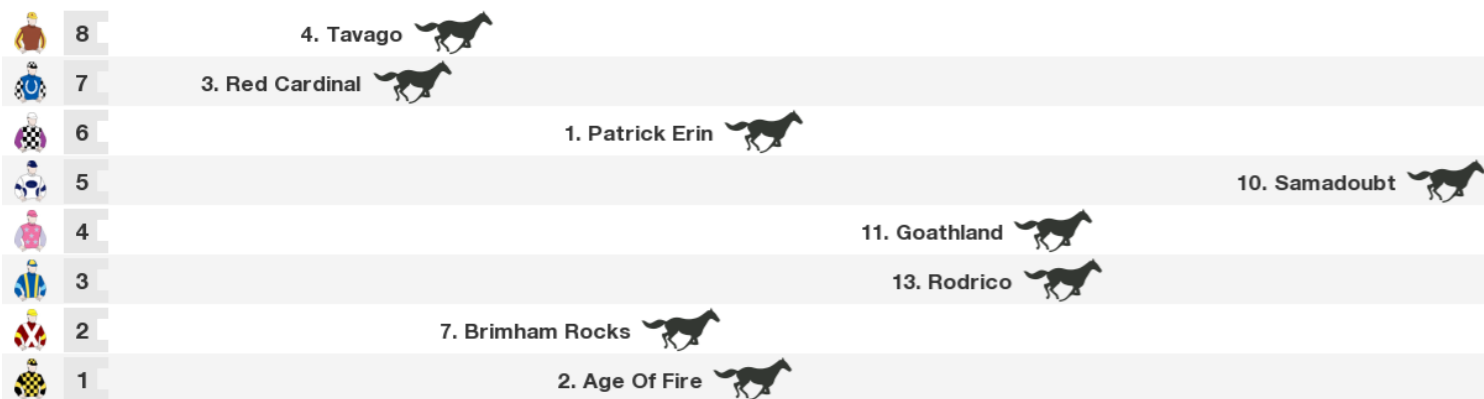 8 4. Tavago
7 3. Red Cardinal
6 1. Patrick Erin
5 10. Samadoubt
4 11. Goathland
3 13. Rodrico
2 7. Brimham Rocks
1 2. Age Of Fire